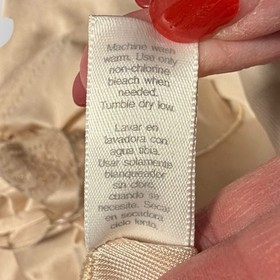 Machine wash
warm. Use only
non-chlorine
bleach when
needed.
Tumble dry low.
Lavar en
lavadora con
agua tibia.
Usar solamente
blanqueador
sin cloro,
cuando se
necesite. Secar
en secadora
ciclo lento.